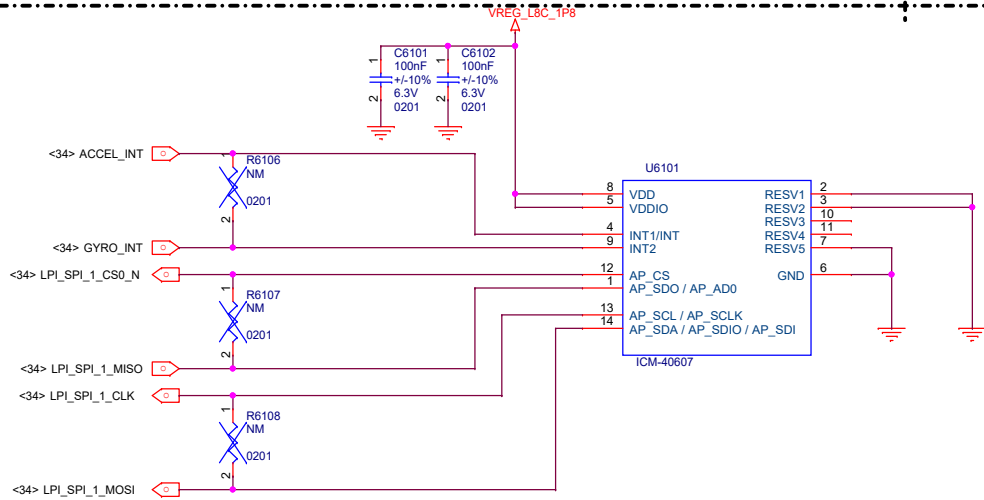 VREG_L8C_1P8
C6101
100nF
+/-10%
6.3V
0201
1
2
C6102
100nF
+/-10%
6.3V
0201
1
2
<34> ACCEL_INT
1
R6106
NM
0201
2
<34> GYRO_INT
<34> LPI_SPI_1_CS0_N
1
R6107
NM
0201
2
<34> LPI_SPI_1_MISO
<34> LPI_SPI_1_CLK
1
R6108
NM
0201
2
<34> LPI_SPI_1_MOSI
U6101
8 VDD
5 VDDIO
4 INT1/INT
9 INT2
12 AP_CS
1 AP_SDO / AP_AD0
13 AP_SCL / AP_SCLK
14 AP_SDA / AP_SDIO / AP_SDI
RESV1 2
RESV2 3
RESV3 10
RESV4 11
RESV5 7
GND 6
ICM-40607